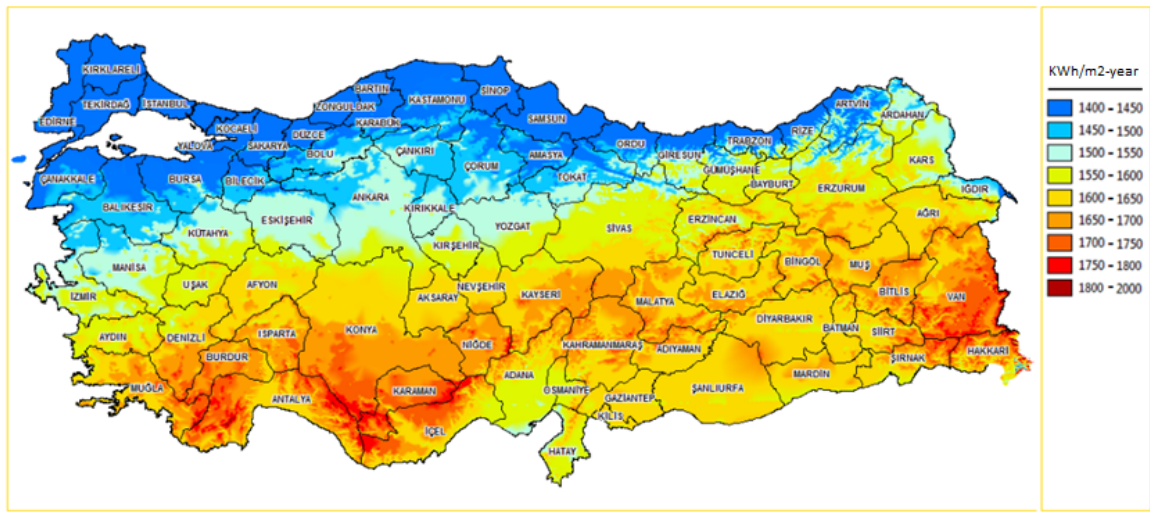 KWh/m2-year
1400 - 1450
1450 - 1500
1500 - 1550
1550 - 1600
1600 - 1650
1650 - 1700
1700 - 1750
1750 - 1800
1800 - 2000
KIRKLARELİ
TEKİRDAĞ
İSTANBUL
EDİRNE
KOCAELİ
YALOVA
SAKARYA
DÜZCE
ZONGULDAK
BARTIN
KARABÜK
KASTAMONU
SİNOP
SAMSUN
BOLU
ÇANKIRI
ÇORUM
AMASYA
ORDU
TOKAT
GİRESUN
TRABZON
RİZE
ARTVİN
ARDAHAN
KARS
IĞDIR
GÜMÜŞHANE
BAYBURT
ERZURUM
AĞRI
ÇANAKKALE
BURSA
BİLECİK
BALIKESİR
ESKİŞEHİR
ANKARA
KIRIKKALE
KÜTAHYA
YOZGAT
SİVAS
ERZİNCAN
KIRŞEHİR
MANİSA
UŞAK
AFYON
İZMİR
AKSARAY
NEVŞEHİR
KAYSERİ
MALATYA
TUNCELİ
BİNGÖL
MUŞ
ELAZIĞ
BİTLİS
VAN
AYDIN
DENİZLİ
ISPARTA
BURDUR
KONYA
NİĞDE
KAHRAMANMARAŞ
ADIYAMAN
DİYARBAKIR
BATMAN
SİİRT
ŞIRNAK
HAKKARİ
MARDİN
MUĞLA
ANTALYA
KARAMAN
İÇEL
ADANA
OSMANİYE
GAZİANTEP
KİLİS
ŞANLIURFA
HATAY